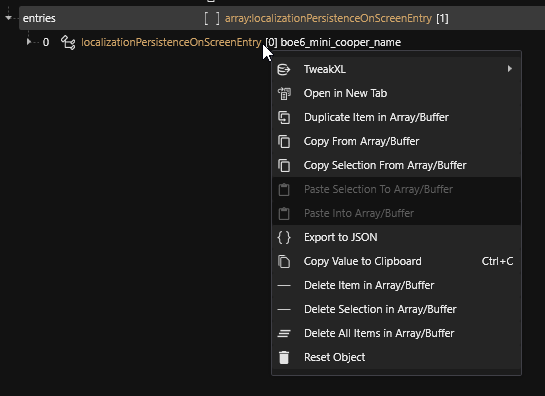 entries [ ] array:localizationPersistenceOnScreenEntry [1]
0 localizationPersistenceOnScreenEntry [0] boe6_mini_cooper_name
TweakXL
Open in New Tab
Duplicate Item in Array/Buffer
Copy From Array/Buffer
Copy Selection From Array/Buffer
Paste Selection To Array/Buffer
Paste Into Array/Buffer
{ } Export to JSON
Copy Value to Clipboard Ctrl+C
Delete Item in Array/Buffer
Delete Selection in Array/Buffer
Delete All Items in Array/Buffer
Reset Object